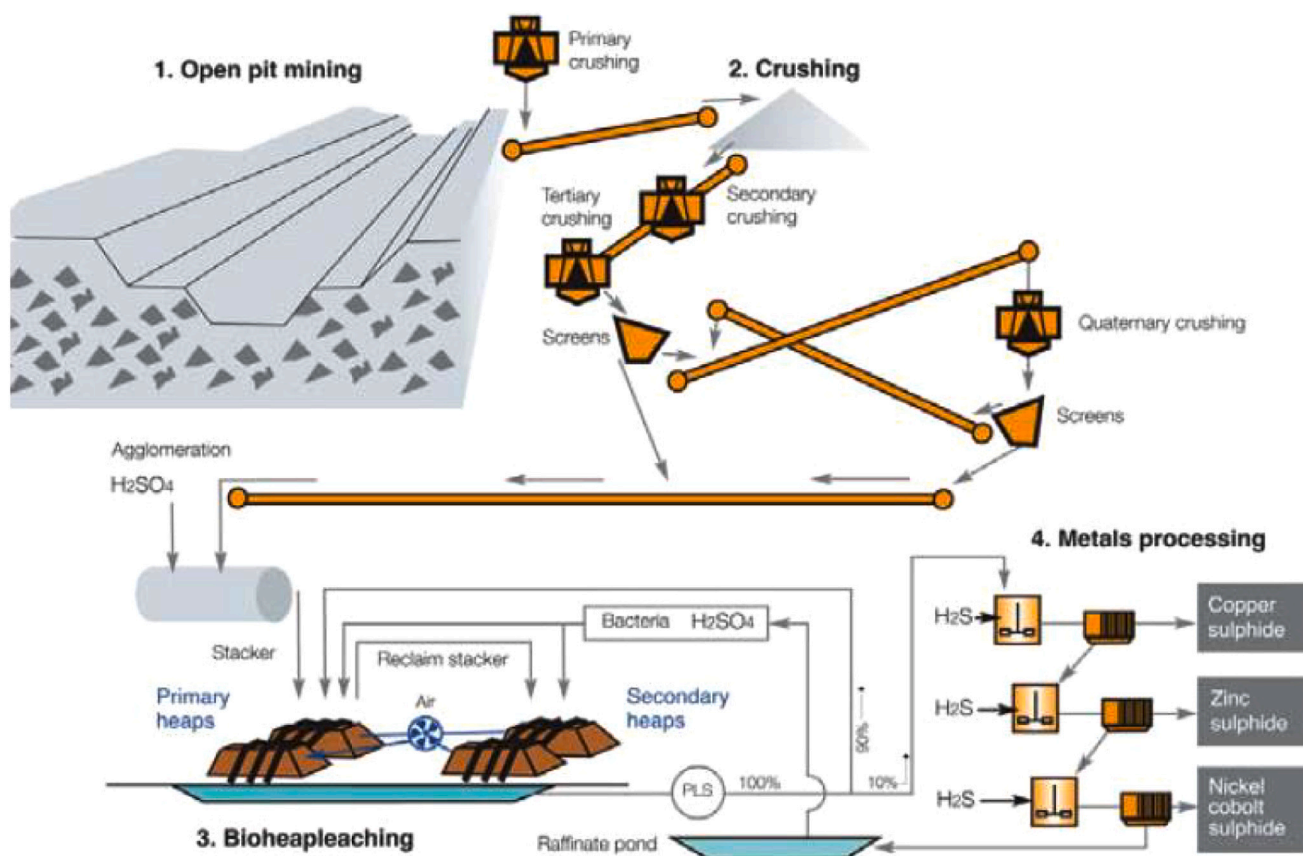 1. Open pit mining
Primary
crushing
2. Crushing
Tertiary
crushing
Secondary
crushing
Screens
Quaternary crushing
Screens
Agglomeration
H2SO4
4. Metals processing
Bacteria H2SO4
Stacker
Reclaim stacker
Primary
heaps
Air
Secondary
heaps
H2S
Copper
sulphide
H2S
Zinc
sulphide
H2S
Nickel
cobolt
sulphide
PLS
100%
90%
10%
3. Bioheapleaching
Raffinate pond